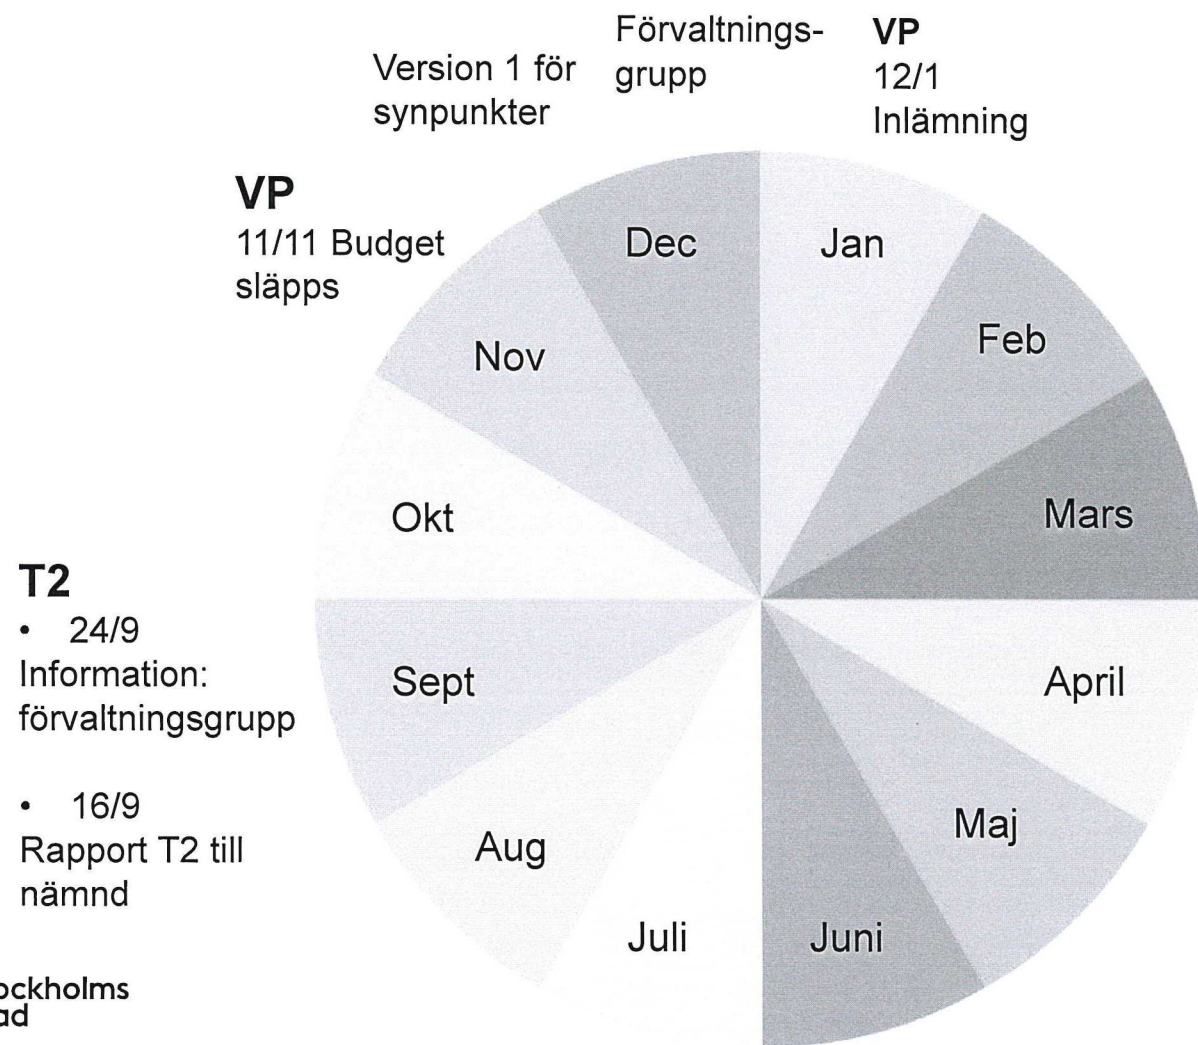 Version 1 för
synpunkter
Förvaltnings-
grupp
VP
12/1
Inlämning
VP
11/11 Budget
släpps
Dec
Jan
Feb
Nov
Mars
Okt
April
Sept
Maj
Aug
Juni
Juli
T2
• 24/9
Information:
förvaltningsgrupp
• 16/9
Rapport T2 till
nämnd
ockholms
ad